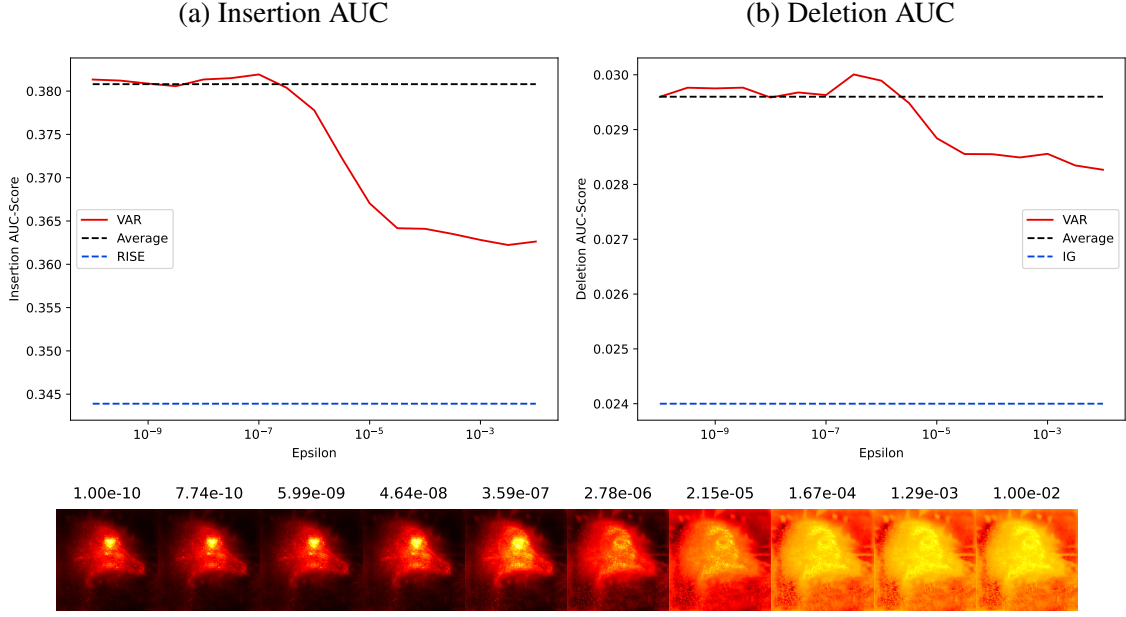 (a) Insertion AUC
0.380
0.375
0.370
0.365
0.360
0.355
0.350
0.345
Insertion AUC-Score
VAR
Average
RISE
10⁻⁹
10⁻⁷
10⁻⁵
10⁻³
Epsilon
(b) Deletion AUC
0.030
0.029
0.028
0.027
0.026
0.025
0.024
Deletion AUC-Score
VAR
Average
IG
10⁻⁹
10⁻⁷
10⁻⁵
10⁻³
Epsilon
1.00e-10 7.74e-10 5.99e-09 4.64e-08 3.59e-07 2.78e-06 2.15e-05 1.67e-04 1.29e-03 1.00e-02